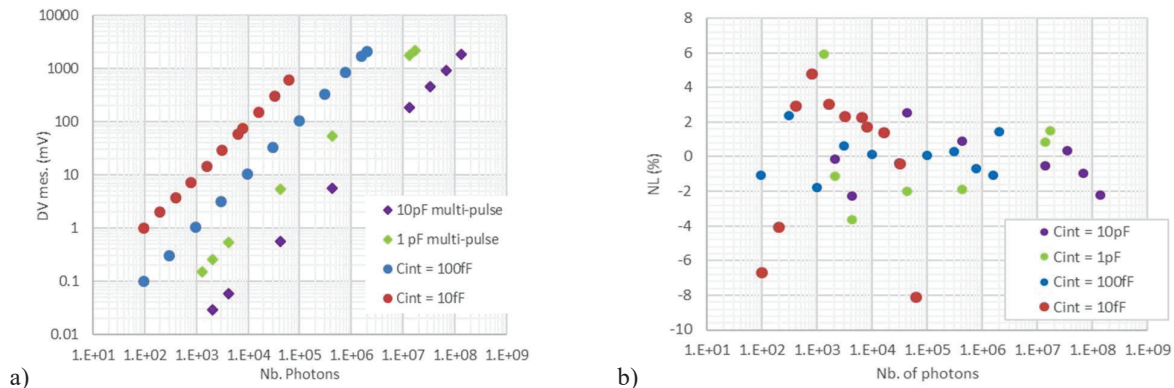 10000
1000
100
10
1
0.1
0.01
DV mes. (mV)
10pF multi-pulse
1 pF multi-pulse
Cint = 100fF
Cint = 10fF
1.E+01 1.E+02 1.E+03 1.E+04 1.E+05 1.E+06 1.E+07 1.E+08 1.E+09
Nb. Photons
a)
8
6
4
2
0
-2
-4
-6
-8
-10
NL (%)
Cint = 10pF
Cint = 1pF
Cint = 100fF
Cint = 10fF
1.E+01 1.E+02 1.E+03 1.E+04 1.E+05 1.E+06 1.E+07 1.E+08 1.E+09
Nb. of photons
b)